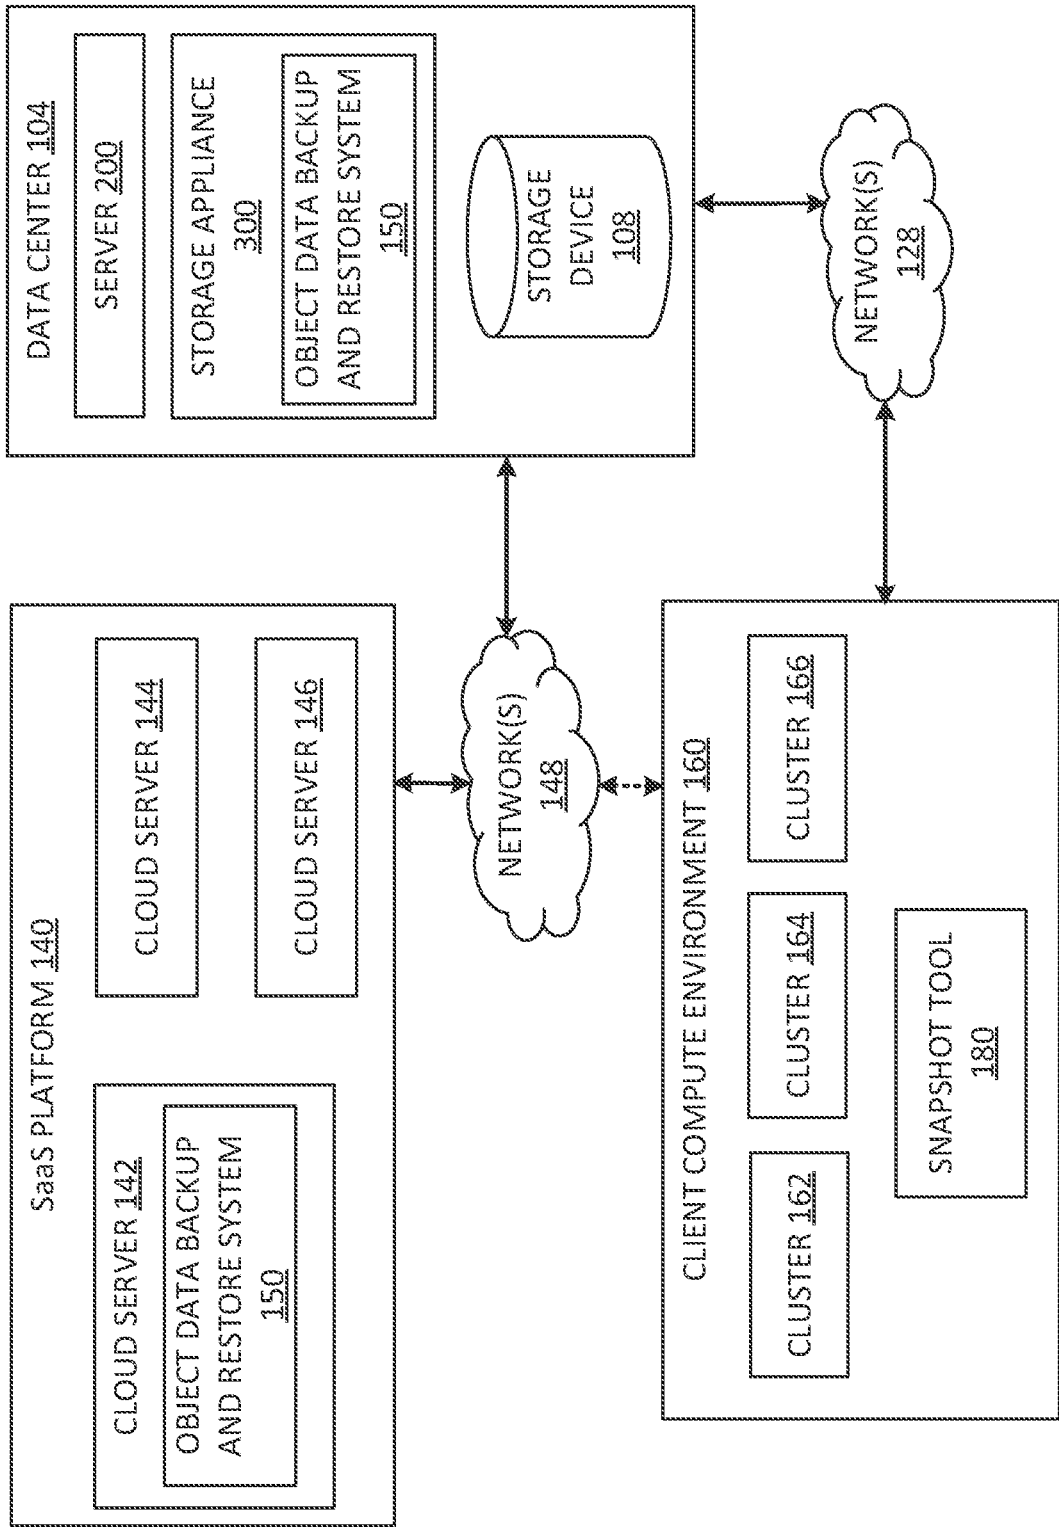 SaaS PLATFORM 140
CLOUD SERVER 142
OBJECT DATA BACKUP
AND RESTORE SYSTEM
150
CLOUD SERVER 144
CLOUD SERVER 146
DATA CENTER 104
SERVER 200
STORAGE APPLIANCE
300
OBJECT DATA BACKUP
AND RESTORE SYSTEM
150
STORAGE
DEVICE
108
NETWORK(S)
148
NETWORK(S)
128
CLIENT COMPUTE ENVIRONMENT 160
CLUSTER 162
CLUSTER 164
CLUSTER 166
SNAPSHOT TOOL
180